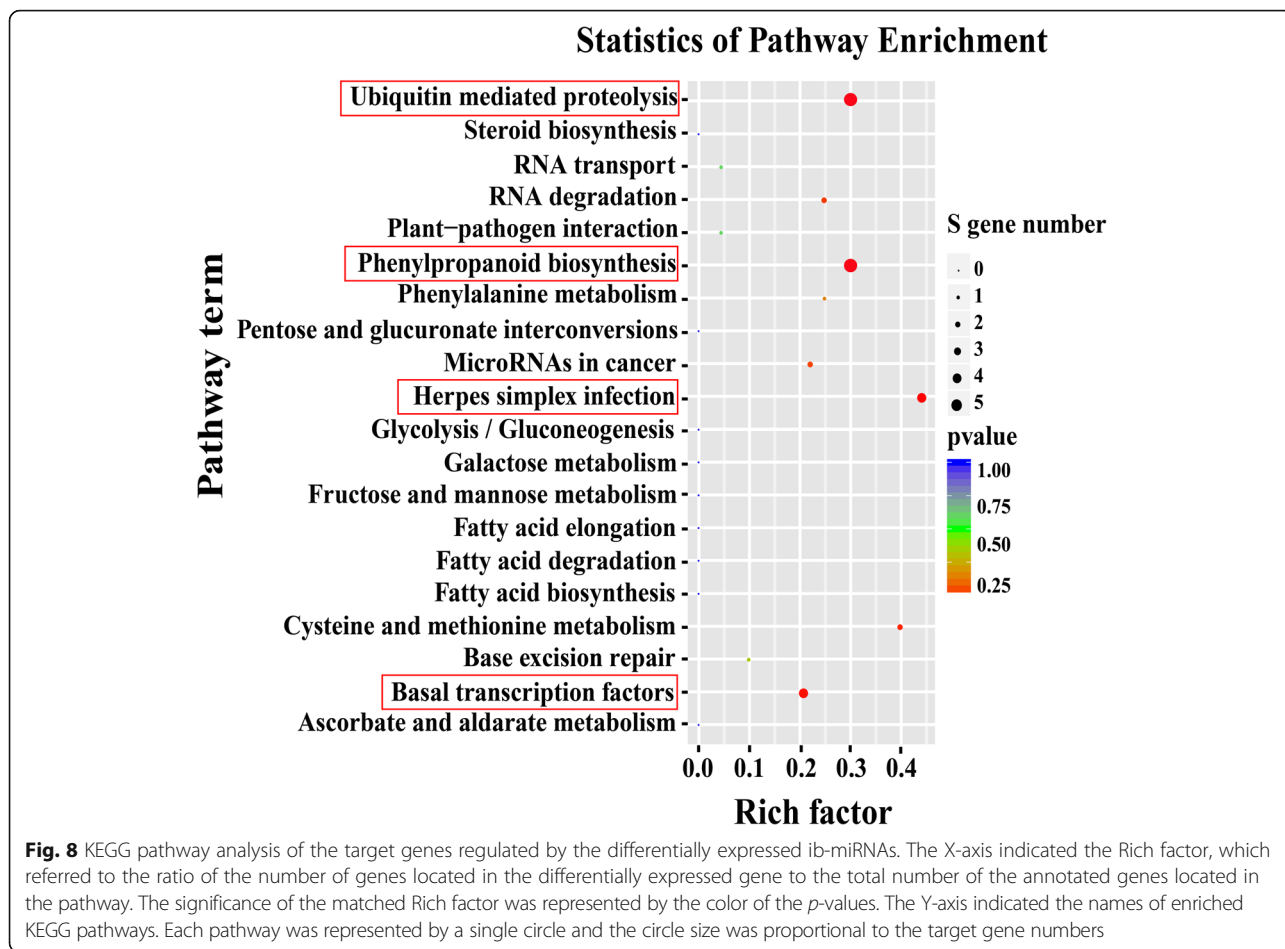 Statistics of Pathway Enrichment
Pathway term
Ubiquitin mediated proteolysis
Steroid biosynthesis
RNA transport
RNA degradation
Plant−pathogen interaction
Phenylpropanoid biosynthesis
Phenylalanine metabolism
Pentose and glucuronate interconversions
MicroRNAs in cancer
Herpes simplex infection
Glycolysis / Gluconeogenesis
Galactose metabolism
Fructose and mannose metabolism
Fatty acid elongation
Fatty acid degradation
Fatty acid biosynthesis
Cysteine and methionine metabolism
Base excision repair
Basal transcription factors
Ascorbate and aldarate metabolism
0.0 0.1 0.2 0.3 0.4
Rich factor
S gene number
0
1
2
3
4
5
pvalue
1.00
0.75
0.50
0.25
Fig. 8 KEGG pathway analysis of the target genes regulated by the differentially expressed ib-miRNAs. The X-axis indicated the Rich factor, which
referred to the ratio of the number of genes located in the differentially expressed gene to the total number of the annotated genes located in
the pathway. The significance of the matched Rich factor was represented by the color of the p-values. The Y-axis indicated the names of enriched
KEGG pathways. Each pathway was represented by a single circle and the circle size was proportional to the target gene numbers